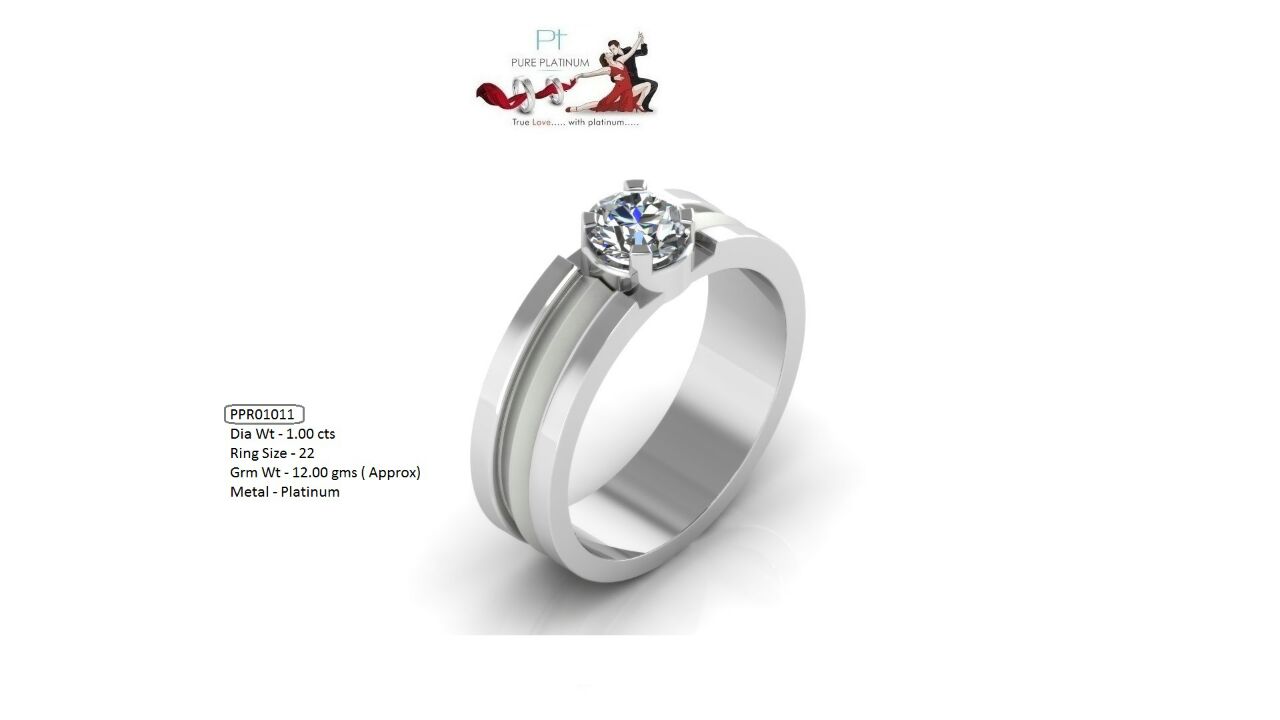 Pt
PURE PLATINUM
True Love..... with platinum.....
PPR01011
Dia Wt - 1.00 cts
Ring Size - 22
Grm Wt - 12.00 gms ( Approx)
Metal - Platinum